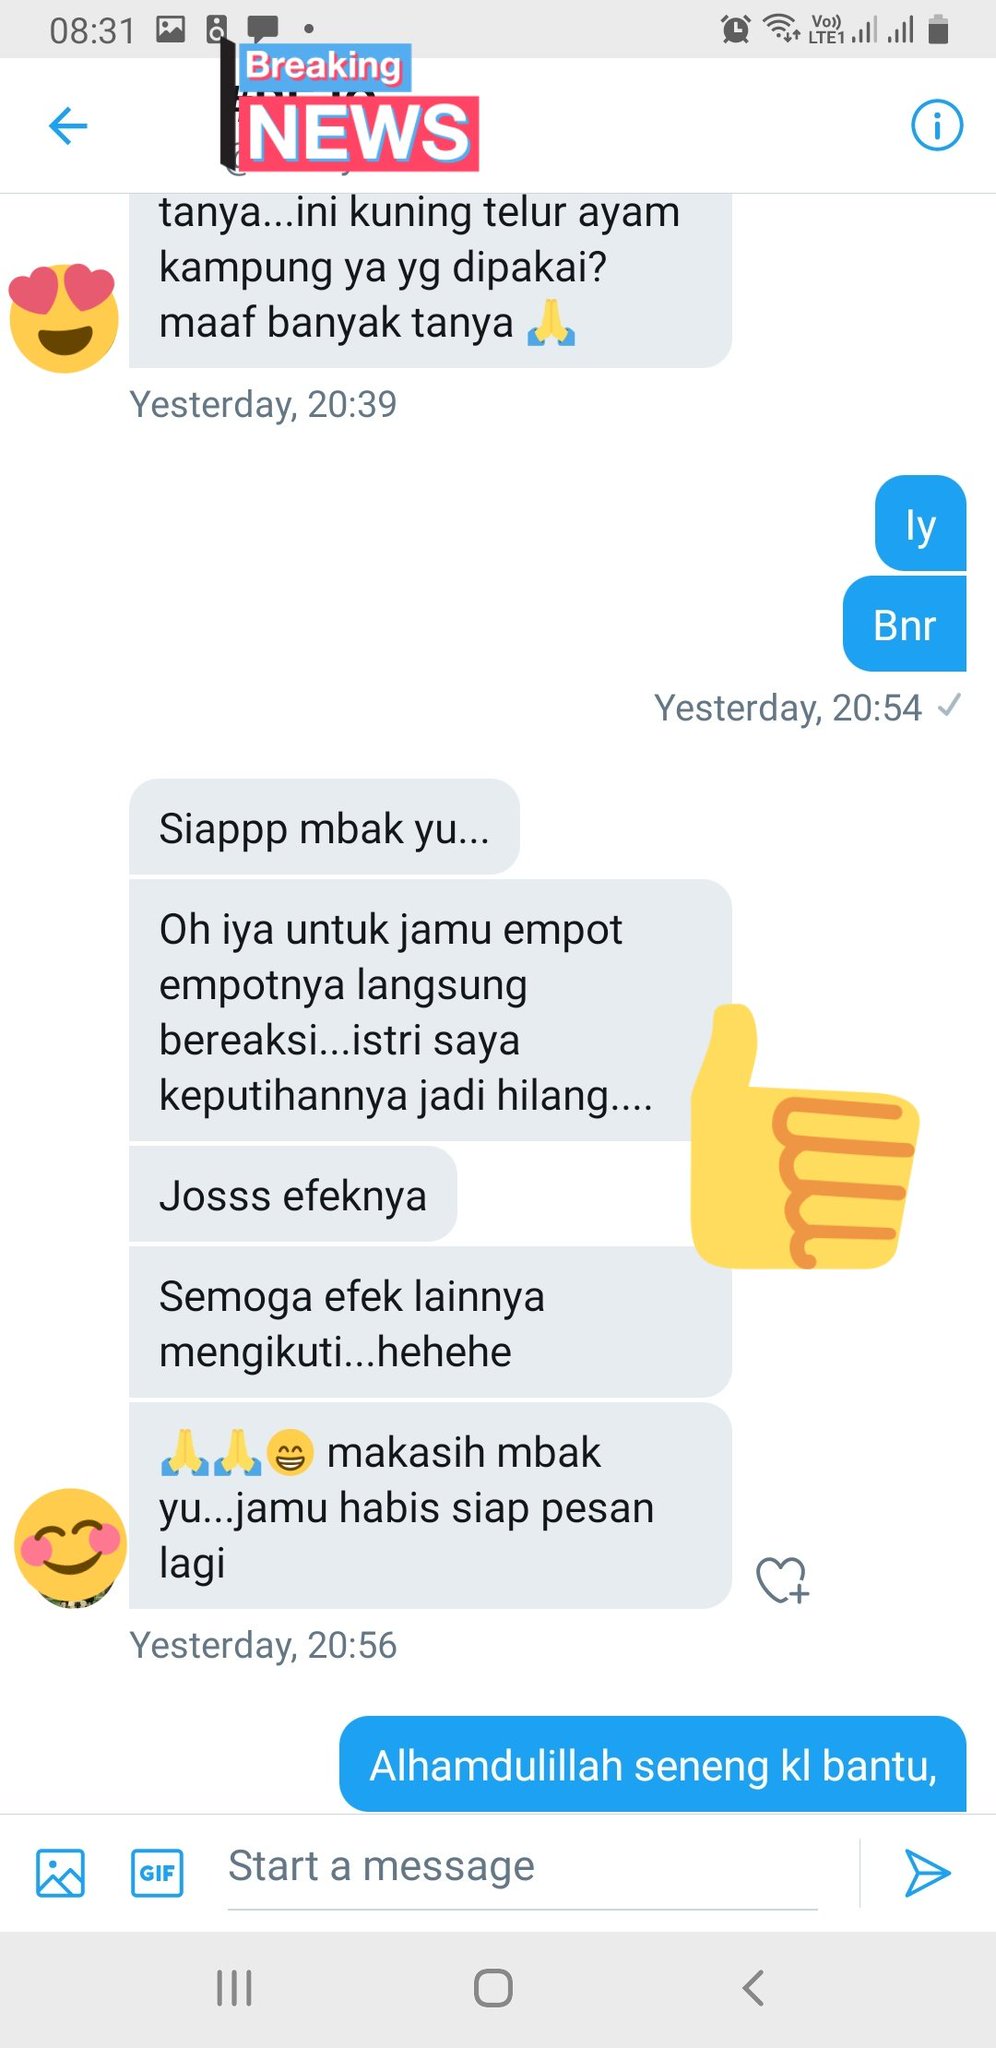 08:31
Vo)) LTE1
Breaking
NEWS
tanya...ini kuning telur ayam
kampung ya yg dipakai?
maaf banyak tanya 🙏
Yesterday, 20:39
Iy
Bnr
Yesterday, 20:54
Siappp mbak yu...
Oh iya untuk jamu empot
empotnya langsung
bereaksi...istri saya
keputihannya jadi hilang....
Josss efeknya
Semoga efek lainnya
mengikuti...hehehe
🙏🙏😁 makasih mbak
yu...jamu habis siap pesan
lagi
Yesterday, 20:56
Alhamdulillah seneng kl bantu,
GIF
Start a message